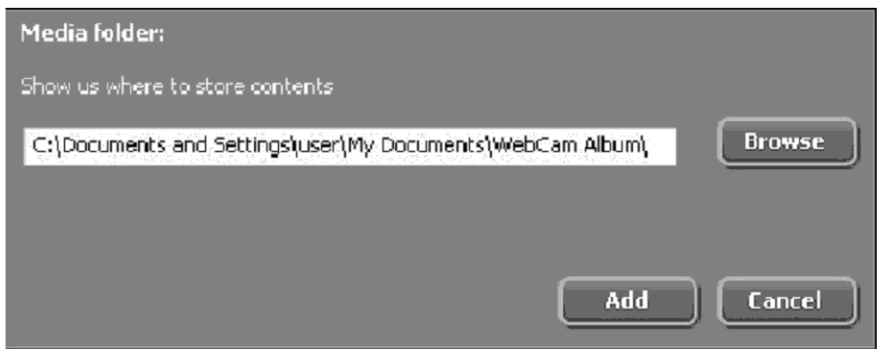 Media folder:
Show us where to store contents
C:\Documents and Settings\user\My Documents\WebCam Album\
Browse
Add
Cancel